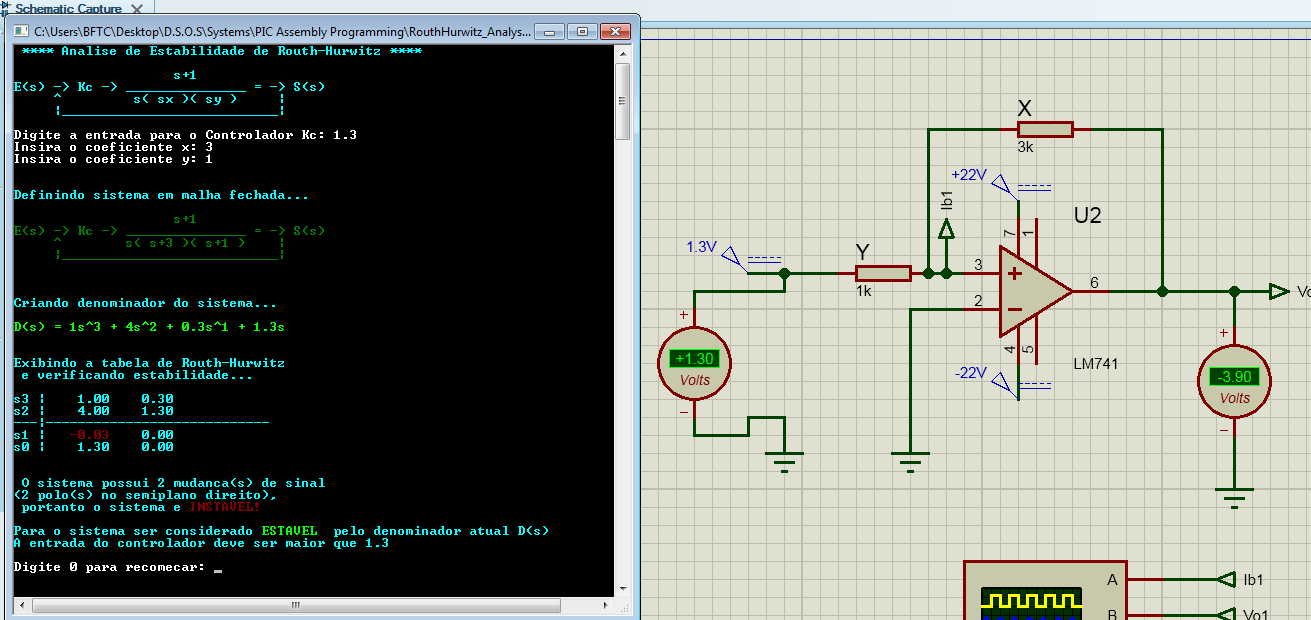 Schematic Capture
C:\Users\BFTC\Desktop\D.S.O.S\Systems\PIC Assembly Programming\RouthHurwitz_Analys...
**** Analise de Estabilidade de Routh-Hurwitz ****
s+1
E(s) -> Kc -> ________________ = -> S(s)
s( sx )( sy )
Digite a entrada para o Controlador Kc: 1.3
Insira o coeficiente x: 3
Insira o coeficiente y: 1
Definindo sistema em malha fechada...
s+1
E(s) -> Kc -> ________________ = -> S(s)
s( s+3 )( s+1 )
Criando denominador do sistema...
D(s) = 1s^3 + 4s^2 + 0.3s^1 + 1.3s
Exibindo a tabela de Routh-Hurwitz
e verificando estabilidade...
s3 | 1.00 0.30
s2 | 4.00 1.30
s1 | -0.03 0.00
s0 | 1.30 0.00
O sistema possui 2 mudanca(s) de sinal
(2 polo(s) no semiplano direito),
portanto o sistema e INSTAVEL!
Para o sistema ser considerado ESTAVEL pelo denominador atual D(s)
A entrada do controlador deve ser maior que 1.3
Digite 0 para recomecar: _
X
3k
+22V
Ib1
U2
7
1
1.3V
Y
1k
3
+
2
6
4
5
-22V
LM741
Vo
+
+1.30
Volts
−
+
-3.90
Volts
−
A
Ib1
B
Vo1